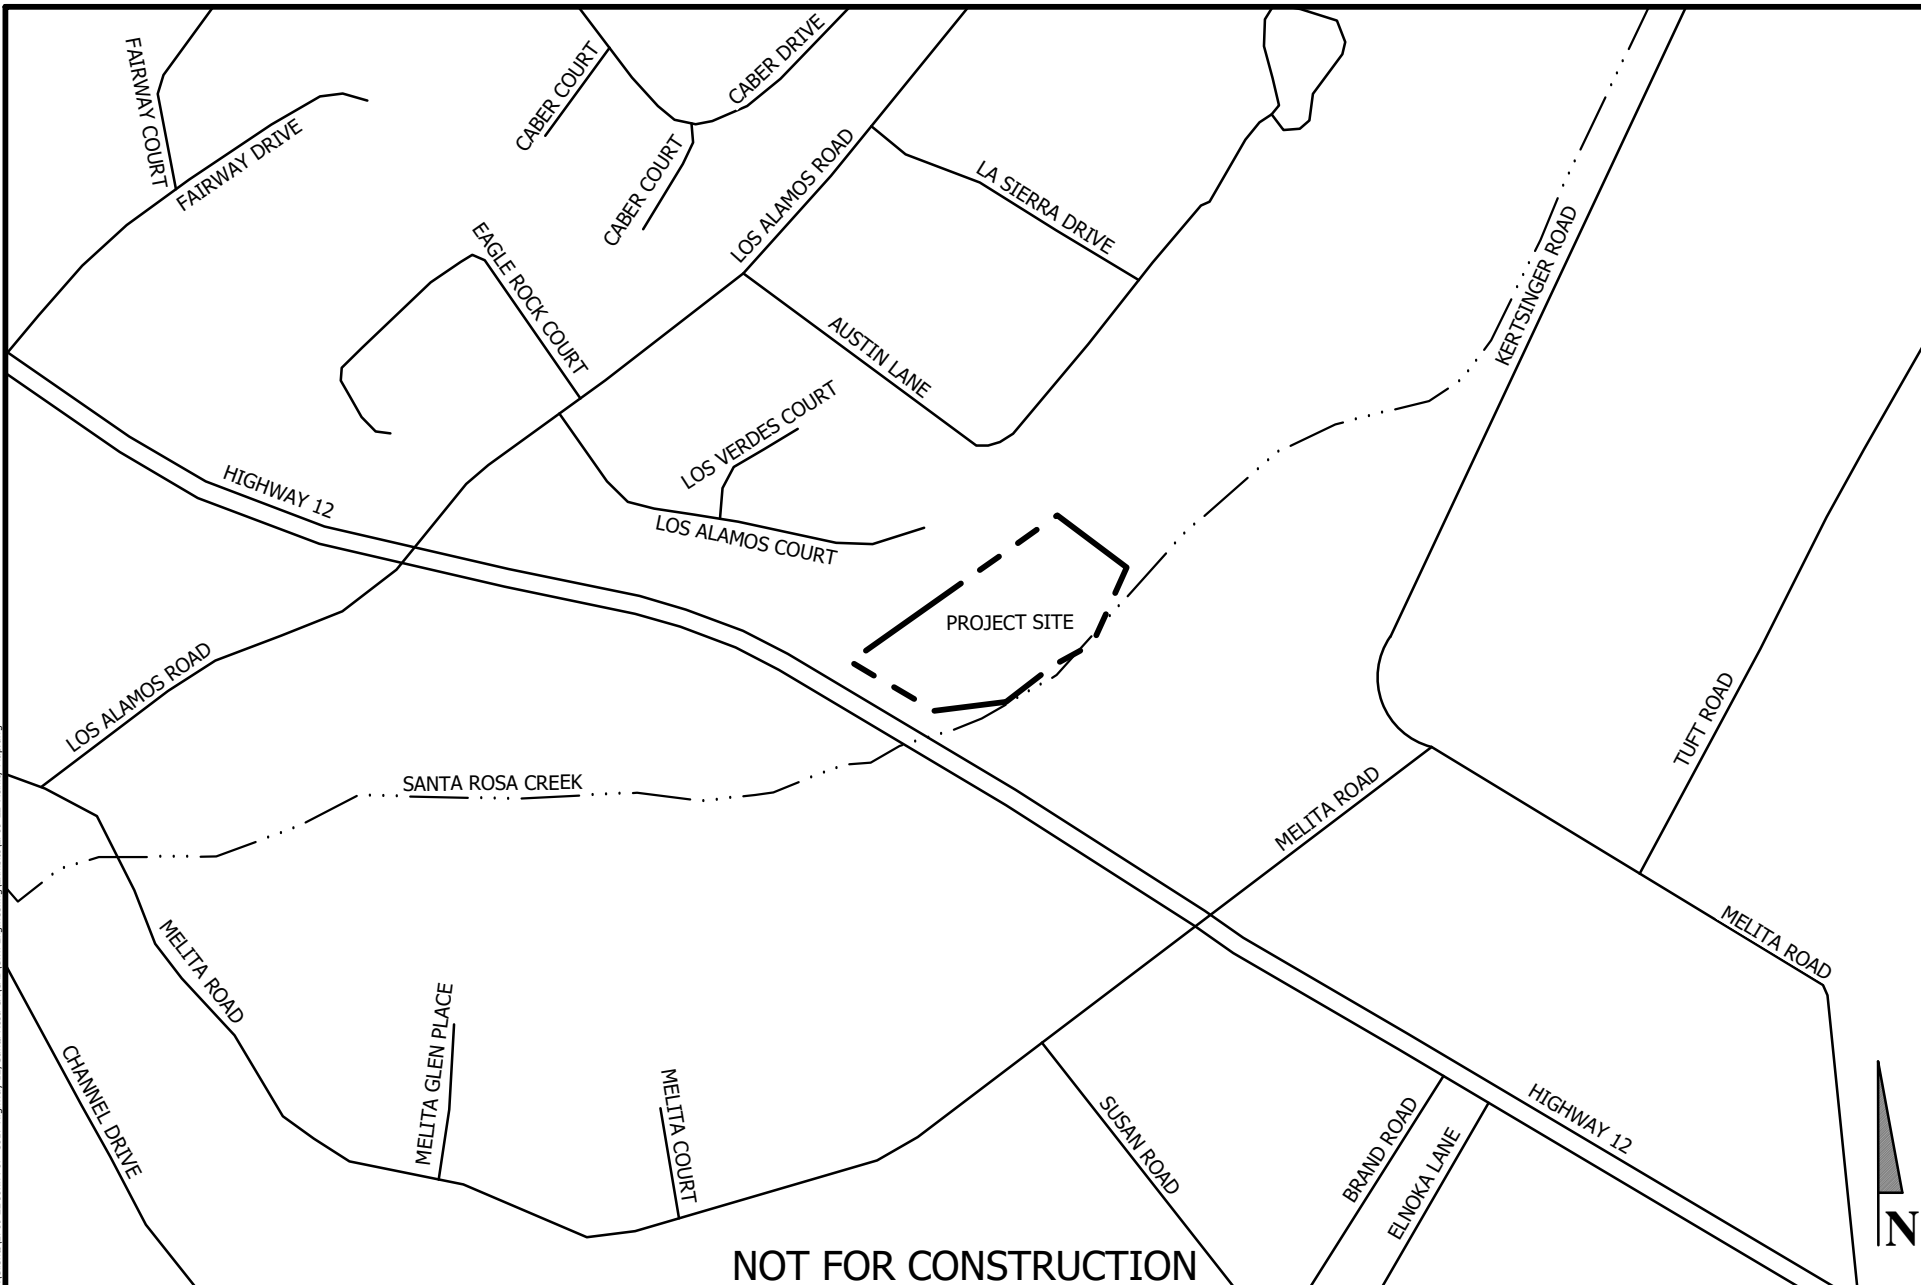 FAIRWAY COURT
FAIRWAY DRIVE
CABER COURT
CABER DRIVE
CABER COURT
LOS ALAMOS ROAD
LA SIERRA DRIVE
EAGLE ROCK COURT
AUSTIN LANE
KERTSINGER ROAD
LOS VERDES COURT
HIGHWAY 12
LOS ALAMOS COURT
PROJECT SITE
LOS ALAMOS ROAD
TUFT ROAD
SANTA ROSA CREEK
MELITA ROAD
MELITA ROAD
MELITA ROAD
CHANNEL DRIVE
MELITA GLEN PLACE
MELITA COURT
SUSAN ROAD
BRAND ROAD
ELNOKA LANE
HIGHWAY 12
N
NOT FOR CONSTRUCTION